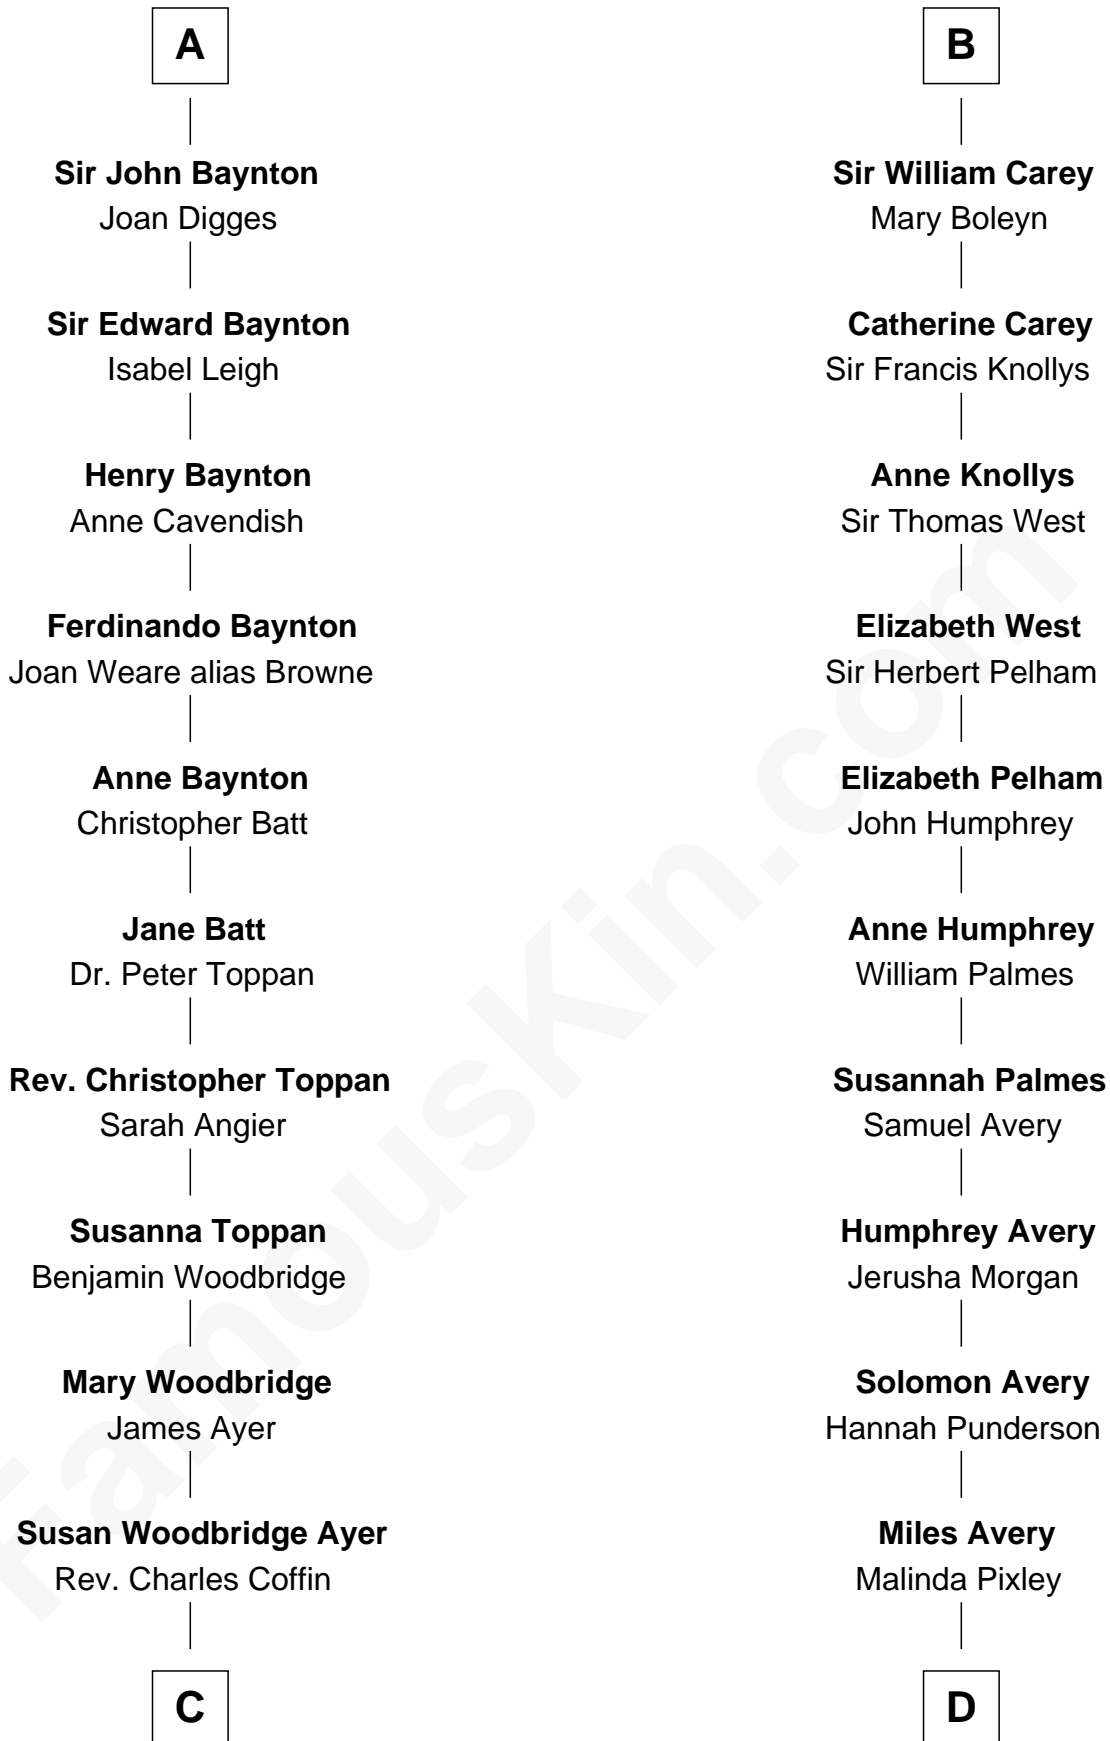 A
Sir John Baynton
Joan Digges
Sir Edward Baynton
Isabel Leigh
Henry Baynton
Anne Cavendish
Ferdinando Baynton
Joan Weare alias Browne
Anne Baynton
Christopher Batt
Jane Batt
Dr. Peter Toppan
Rev. Christopher Toppan
Sarah Angier
Susanna Toppan
Benjamin Woodbridge
Mary Woodbridge
James Ayer
Susan Woodbridge Ayer
Rev. Charles Coffin
C
B
Sir William Carey
Mary Boleyn
Catherine Carey
Sir Francis Knollys
Anne Knollys
Sir Thomas West
Elizabeth West
Sir Herbert Pelham
Elizabeth Pelham
John Humphrey
Anne Humphrey
William Palmes
Susannah Palmes
Samuel Avery
Humphrey Avery
Jerusha Morgan
Solomon Avery
Hannah Punderson
Miles Avery
Malinda Pixley
D
FamousKin.com